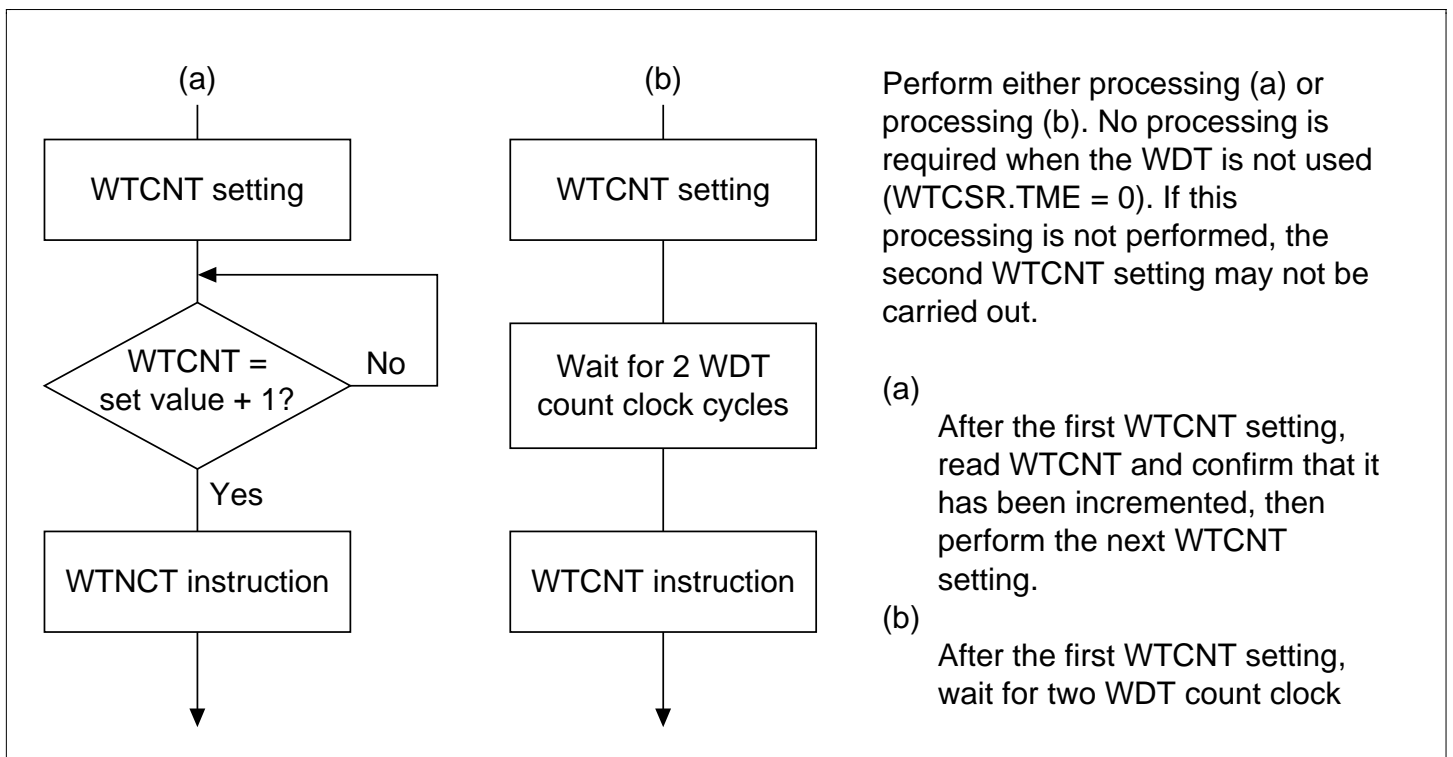 (a)
WTCNT setting
WTCNT =
set value + 1?
No
Yes
WTNCT instruction
(b)
WTCNT setting
Wait for 2 WDT
count clock cycles
WTCNT instruction
Perform either processing (a) or
processing (b). No processing is
required when the WDT is not used
(WTCSR.TME = 0). If this
processing is not performed, the
second WTCNT setting may not be
carried out.
(a)
After the first WTCNT setting,
read WTCNT and confirm that it
has been incremented, then
perform the next WTCNT
setting.
(b)
After the first WTCNT setting,
wait for two WDT count clock